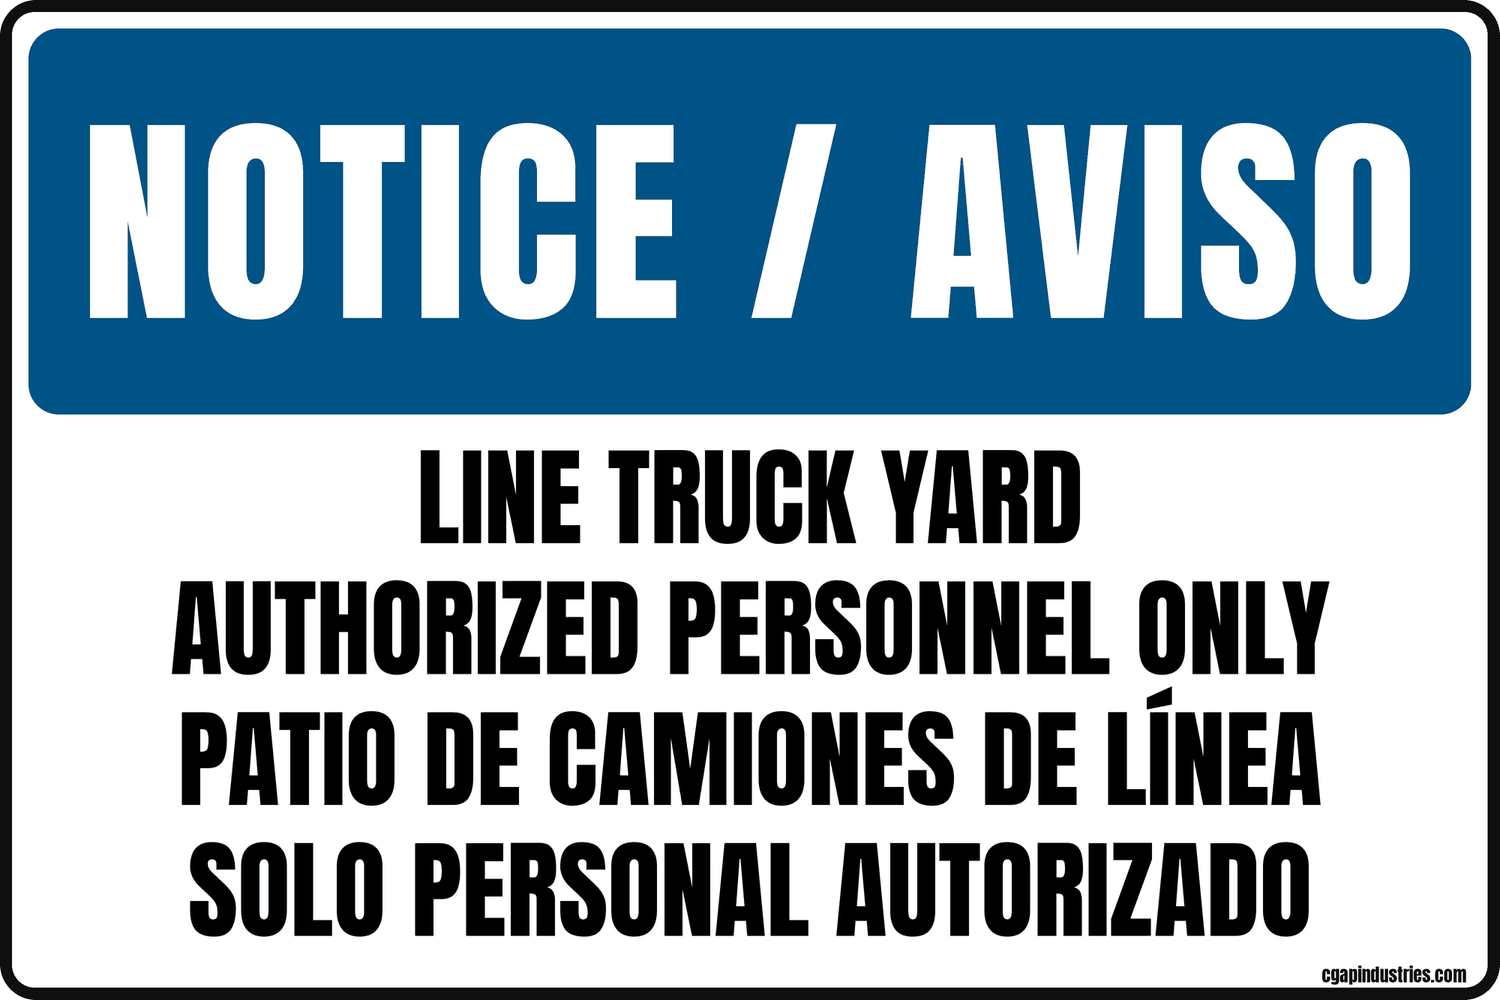 NOTICE / AVISO
LINE TRUCK YARD
AUTHORIZED PERSONNEL ONLY
PATIO DE CAMIONES DE LÍNEA
SOLO PERSONAL AUTORIZADO
cgapindustries.com